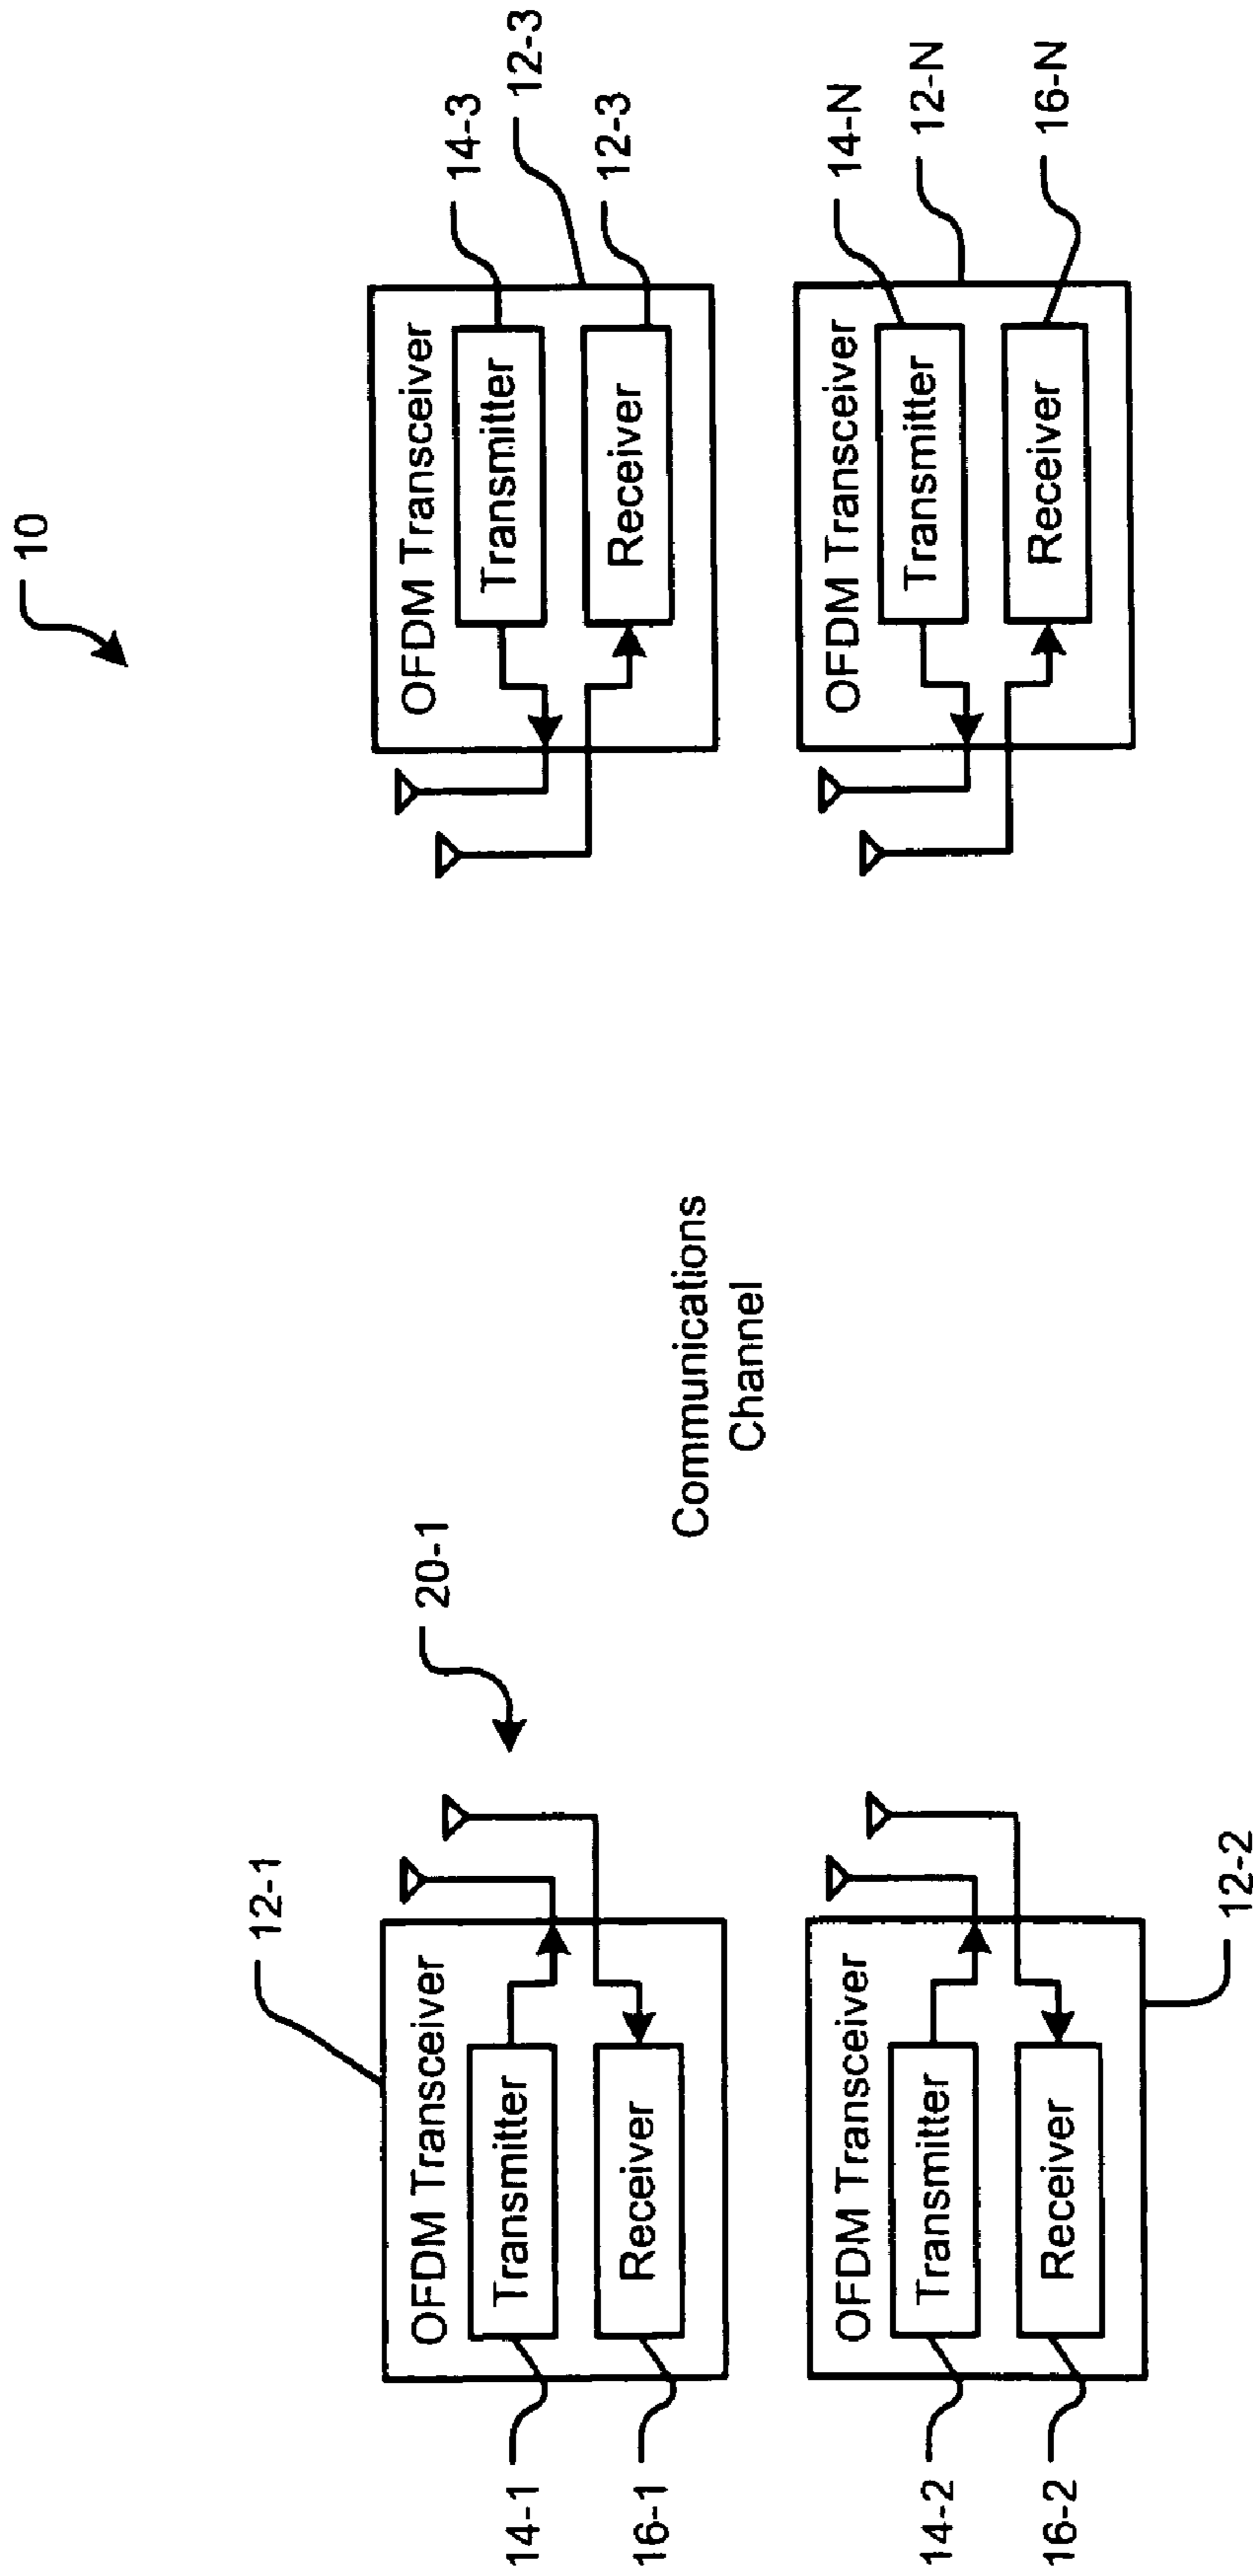 10
12-1
OFDM Transceiver
Transmitter
Receiver
14-1
16-1
20-1
OFDM Transceiver
Transmitter
Receiver
14-3
12-3
12-3
Communications
Channel
OFDM Transceiver
Transmitter
Receiver
14-2
16-2
12-2
OFDM Transceiver
Transmitter
Receiver
14-N
12-N
16-N